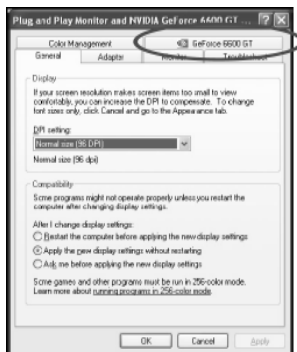 Plug and Play Monitor and NVIDIA GeForce 6600 GT ...
Color Management
GeForce 6600 GT
General
Adapter
Monitor
Troubleshoot
Display
If your screen resolution makes screen items too small to view
comfortably, you can increase the DPI to compensate. To change
font sizes only, click Cancel and go to the Appearance tab.
DPI setting:
Normal size (96 DPI)
Normal size (96 dpi)
Compatibility
Some programs might not operate properly unless you restart the
computer after changing display settings.
After I change display settings:
Restart the computer before applying the new display settings
Apply the new display settings without restarting
Ask me before applying the new display settings
Some games and other programs must be run in 256-color mode.
Learn more about running programs in 256-color mode.
OK
Cancel
Apply